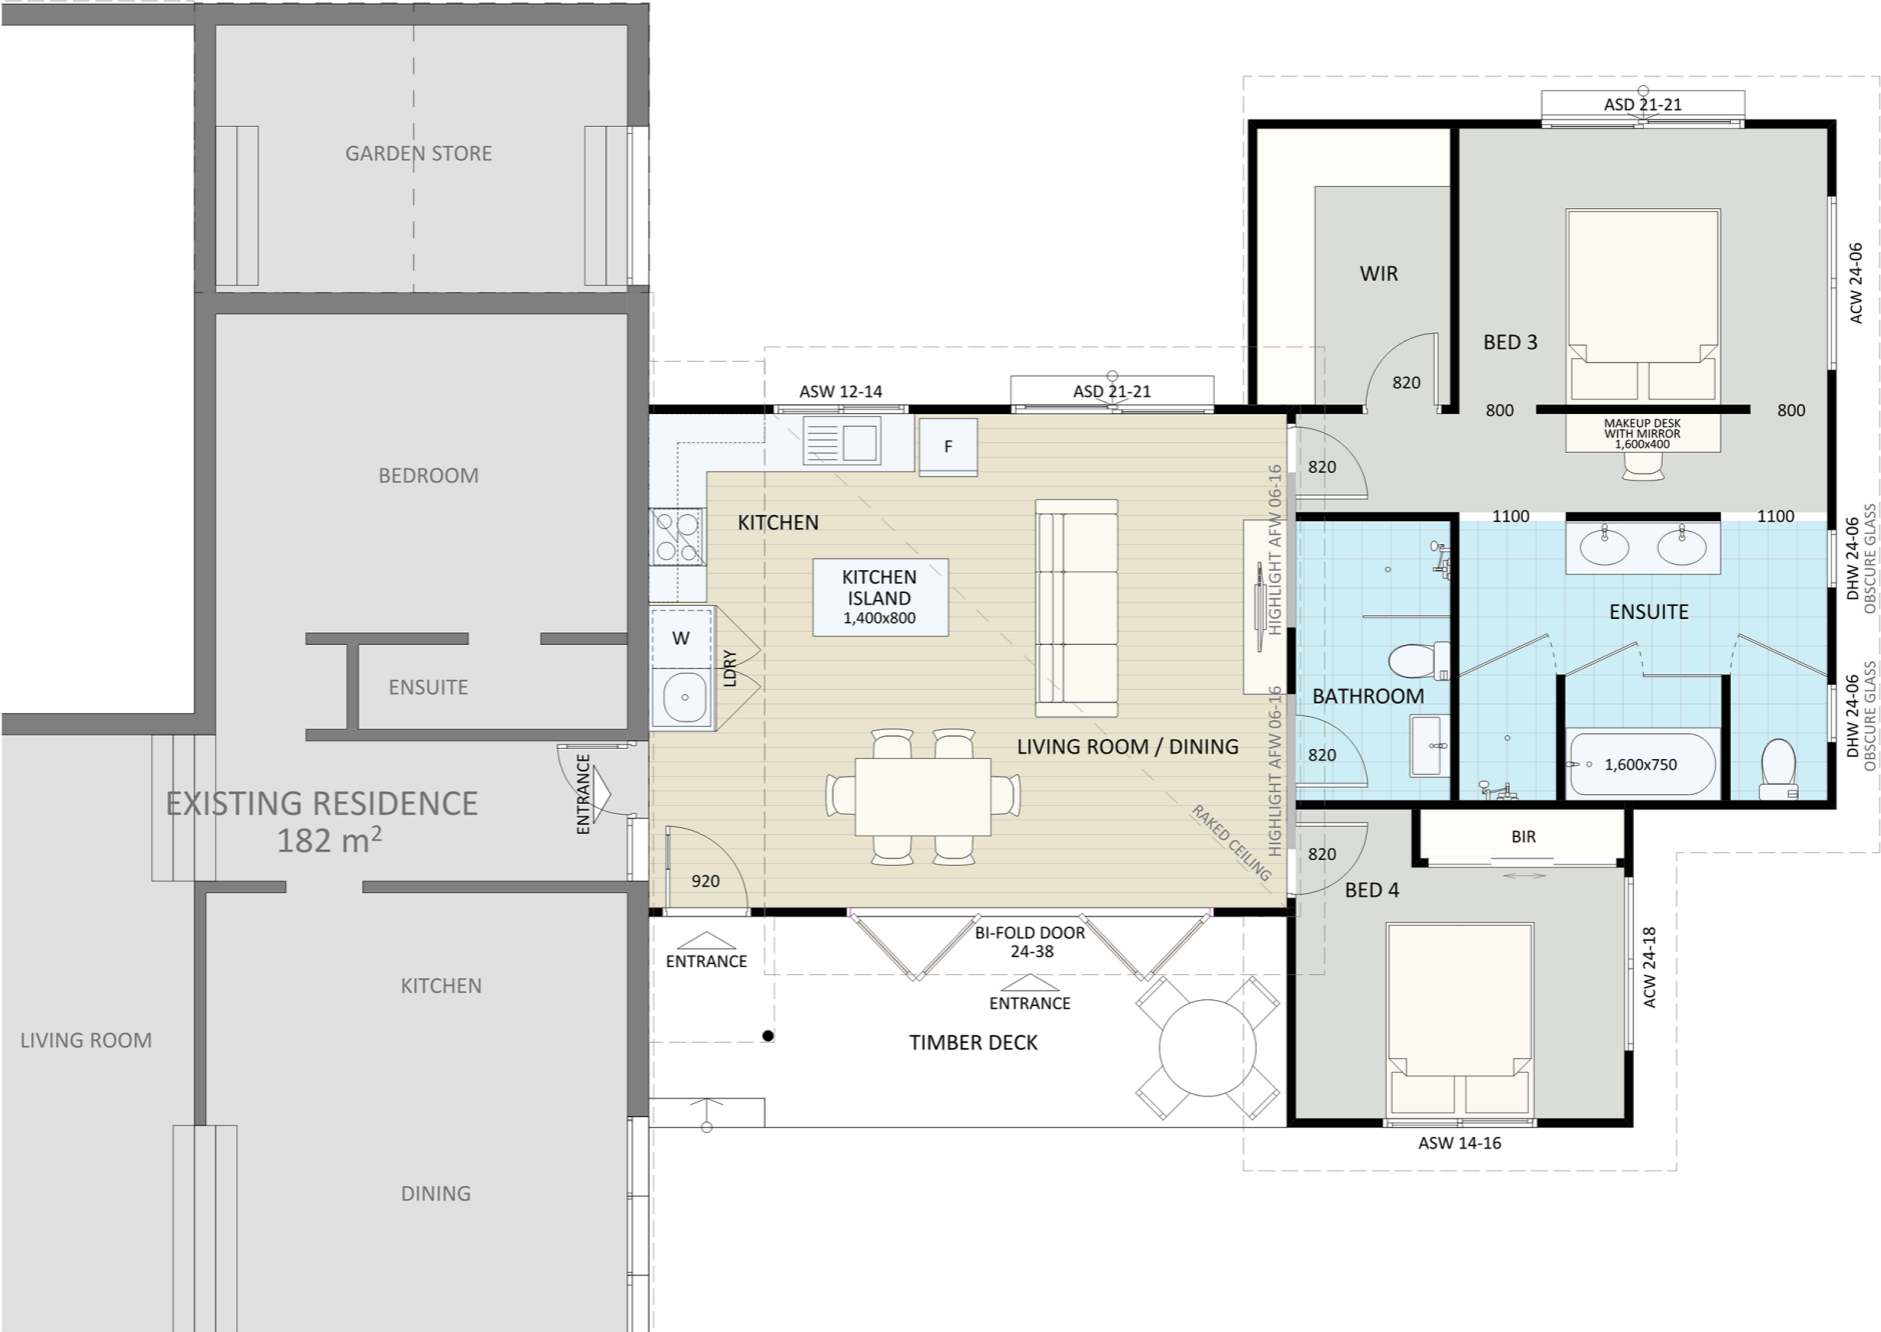 ASD 21-21
GARDEN STORE
WIR
ACW 24-06
BED 3
820
ASW 12-14
ASD 21-21
800
800
MAKEUP DESK
WITH MIRROR
1,600x400
F
820
BEDROOM
KITCHEN
HIGHLIGHT AFW 06-16
1100
1100
DHW 24-06
OBSCURE GLASS
KITCHEN
ISLAND
1,400x800
ENSUITE
W
LDRY
ENSUITE
BATHROOM
DHW 24-06
OBSCURE GLASS
LIVING ROOM / DINING
HIGHLIGHT AFW 06-16
820
1,600x750
ENTRANCE
EXISTING RESIDENCE
182 m²
RAKED CEILING
BIR
820
920
BED 4
BI-FOLD DOOR
24-38
ENTRANCE
ACW 24-18
KITCHEN
ENTRANCE
LIVING ROOM
TIMBER DECK
ASW 14-16
DINING